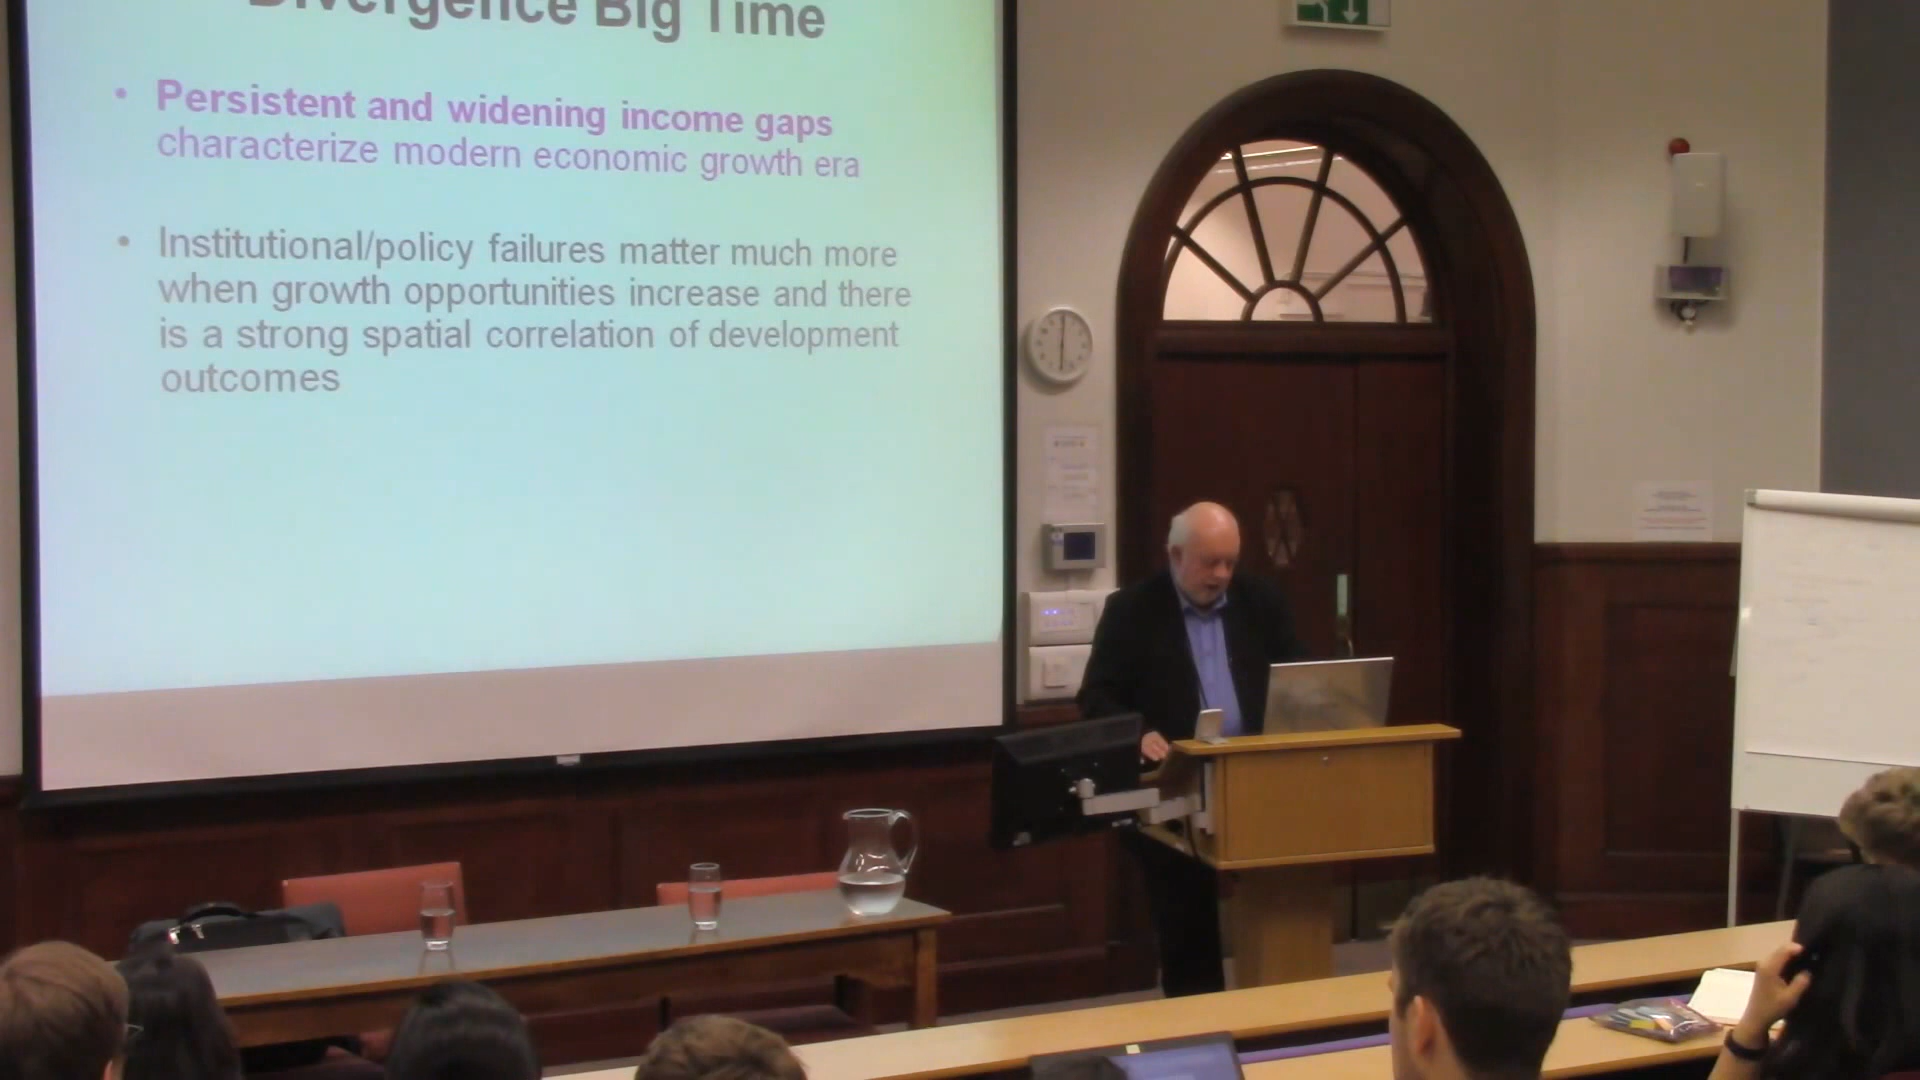 Divergence Big Time
• Persistent and widening income gaps
characterize modern economic growth era
• Institutional/policy failures matter much more
when growth opportunities increase and there
is a strong spatial correlation of development
outcomes